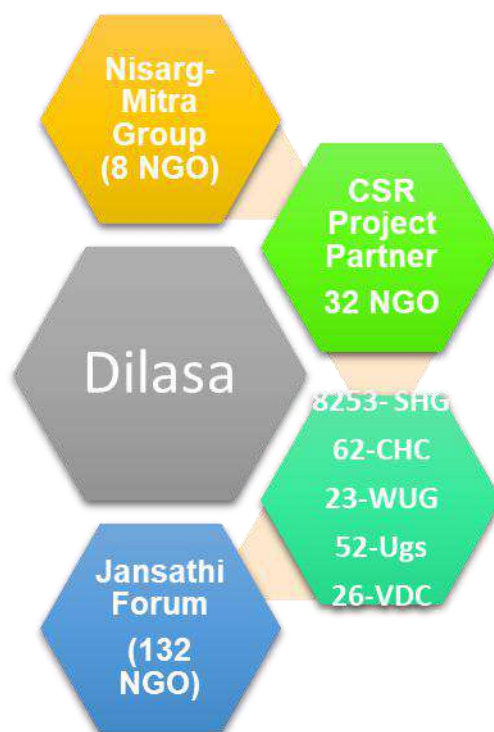 Nisarg-
Mitra
Group
(8 NGO)
CSR
Project
Partner
32 NGO
Dilasa
8253- SHG
62-CHC
23-WUG
52-Ugs
26-VDC
Jansathi
Forum
(132
NGO)